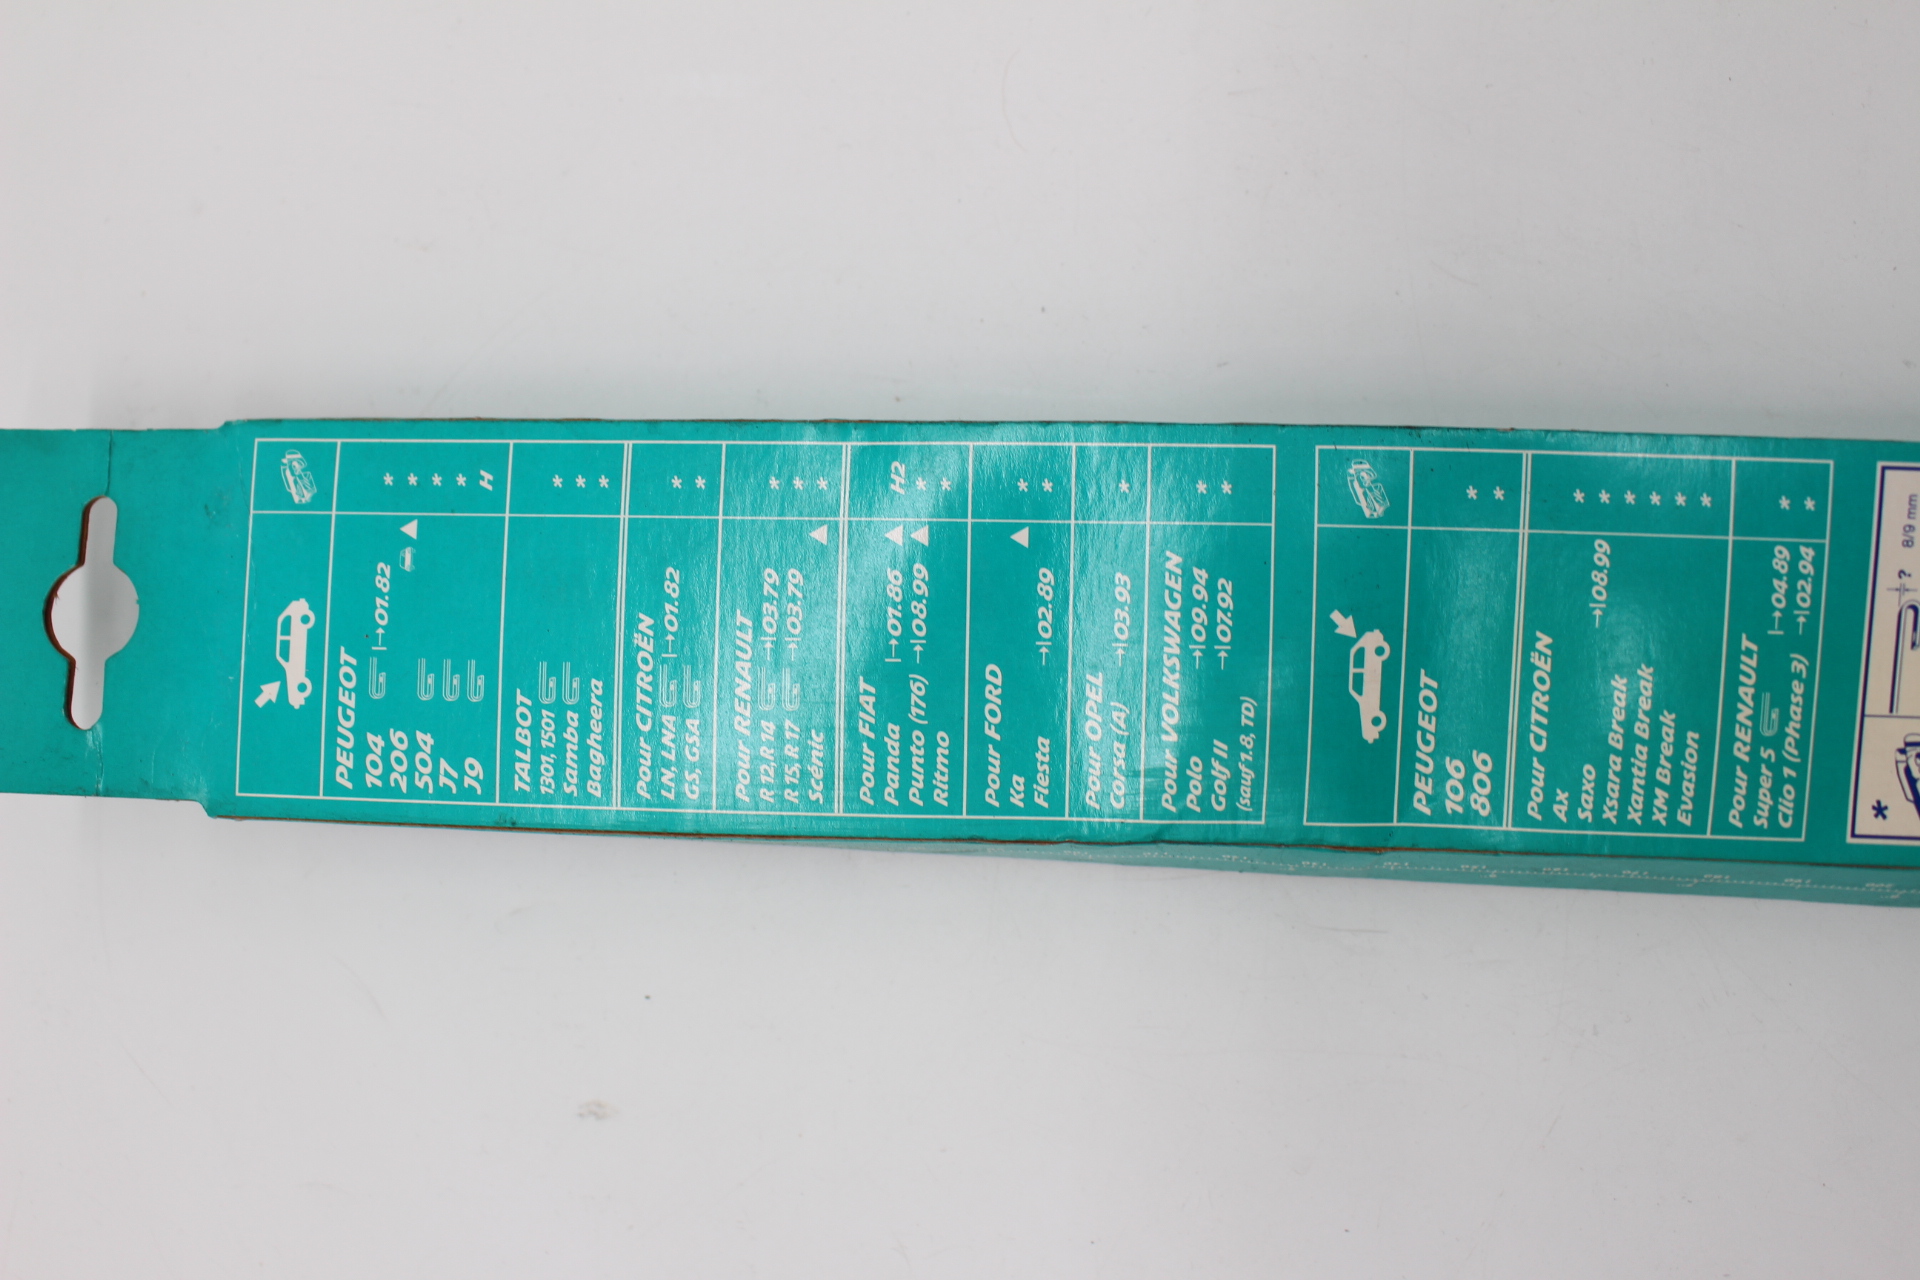 PEUGEOT
104 |→01.82 *
206 ▲ *
504 *
J7 *
J9 H
TALBOT
1301, 1501 *
Samba *
Bagheera *
Pour CITROËN
LN, LNA |→01.82 *
GS, GSA *
Pour RENAULT
R 12, R 14 →|03.79 *
R 15, R 17 →|03.79 *
Scénic ▲ *
Pour FIAT
Panda |→01.86 ▲ H2
Punto (176) →|08.99 ▲ *
Ritmo *
Pour FORD
Ka ▲ *
Fiesta →|02.89 *
Pour OPEL
Corsa (A) →|03.93 *
Pour VOLKSWAGEN
Polo →|09.94 *
Golf II →|07.92 *
(sauf 1.8, TD)
PEUGEOT
106 *
806 *
Pour CITROËN
Ax *
Saxo *
Xsara Break →|08.99 *
Xantia Break *
XM Break *
Evasion *
Pour RENAULT
Super 5 |→04.89 *
Clio 1 (Phase 3) →|02.94 *
*
? 8/9 mm